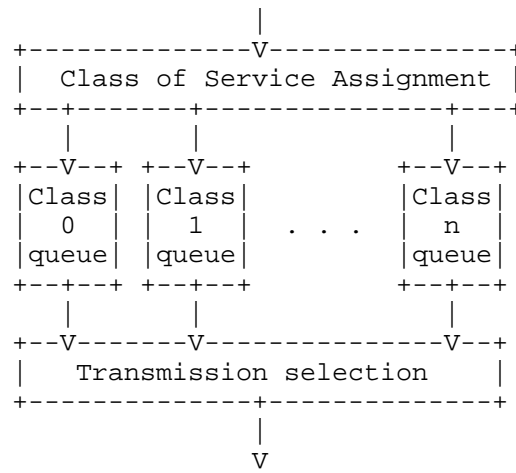 Class of Service Assignment
Class Class Class
0 1 . . . n
queue queue queue
Transmission selection